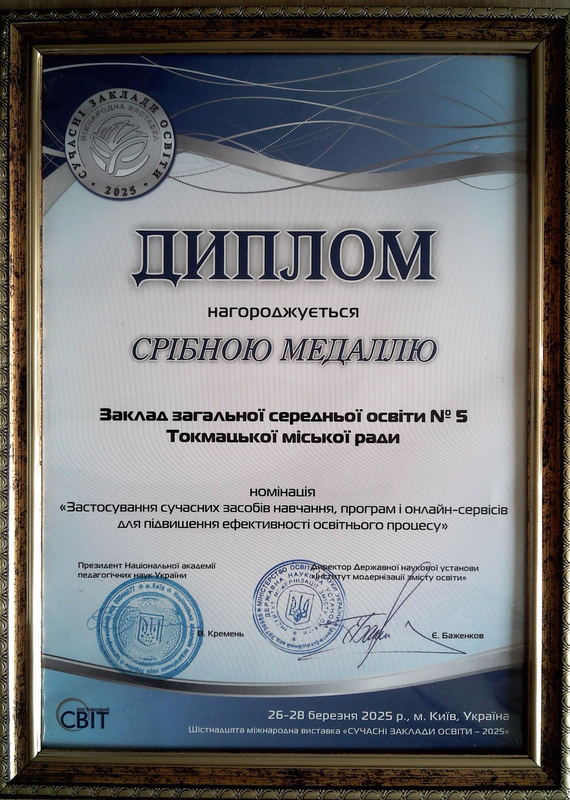 СУЧАСНІ ЗАКЛАДИ ОСВІТИ
МІЖНАРОДНА ВИСТАВКА
• 2025 •
ДИПЛОМ
нагороджується
СРІБНОЮ МЕДАЛЛЮ
Заклад загальної середньої освіти № 5
Токмацької міської ради
номінація
«Застосування сучасних засобів навчання, програм і онлайн-сервісів
для підвищення ефективності освітнього процесу»
Президент Національної академії
педагогічних наук України
В. Кремень
Директор Державної наукової установи
«Інститут модернізації змісту освіти»
Є. Баженков
ВИСТАВКОВИЙ
СВІТ
26-28 березня 2025 р., м. Київ, Україна
Шістнадцята міжнародна виставка «СУЧАСНІ ЗАКЛАДИ ОСВІТИ – 2025»